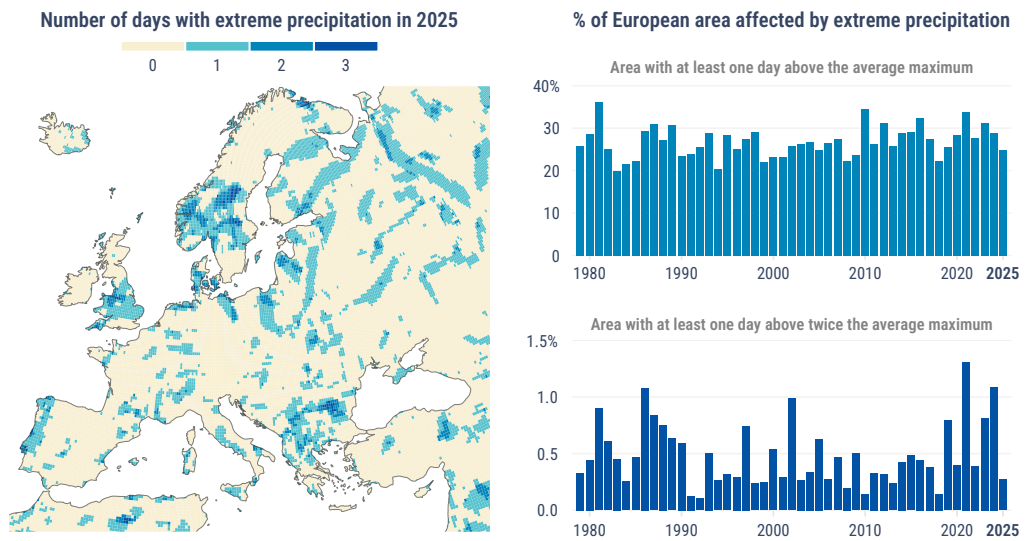 Number of days with extreme precipitation in 2025
0 1 2 3
% of European area affected by extreme precipitation
Area with at least one day above the average maximum
40%
30
20
10
0
1980 1990 2000 2010 2020 2025
Area with at least one day above twice the average maximum
1.5%
1.0
0.5
0.0
1980 1990 2000 2010 2020 2025